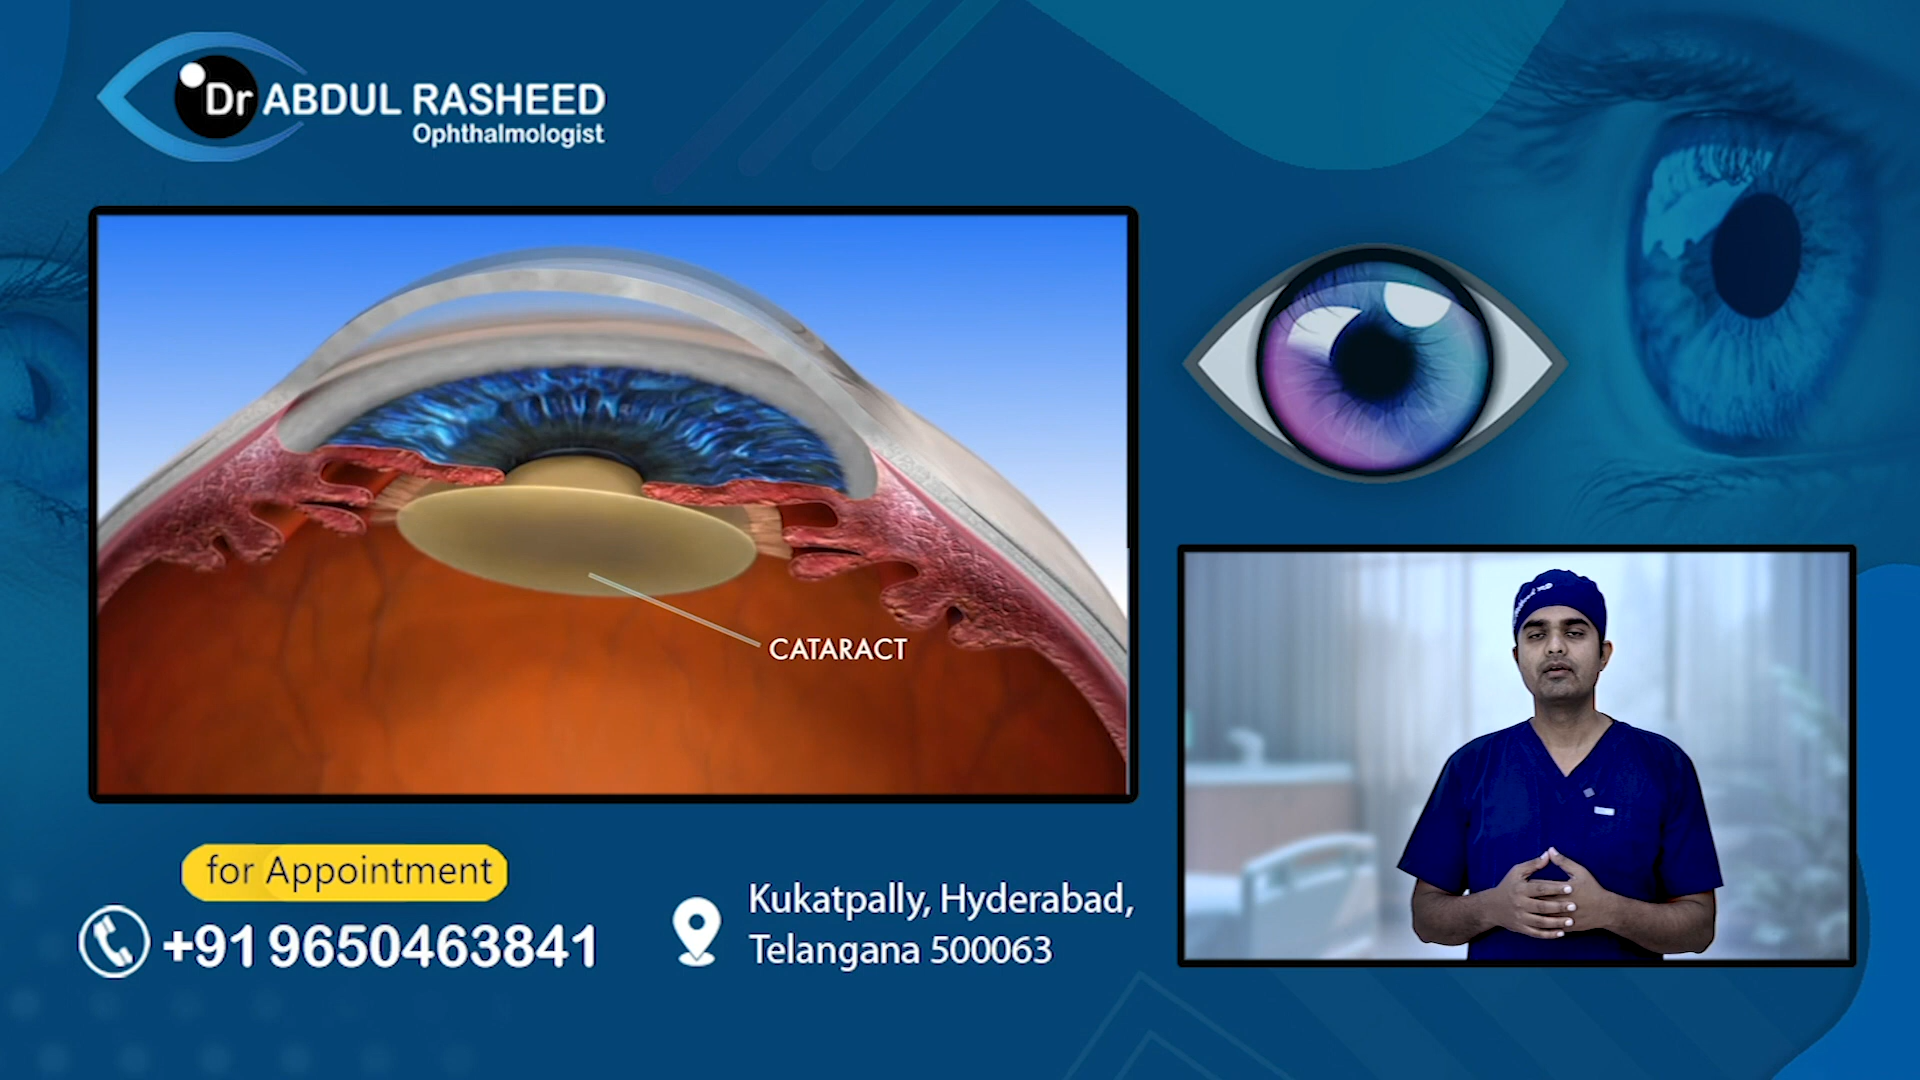 Dr ABDUL RASHEED
Ophthalmologist
CATARACT
for Appointment
+91 9650463841
Kukatpally, Hyderabad,
Telangana 500063